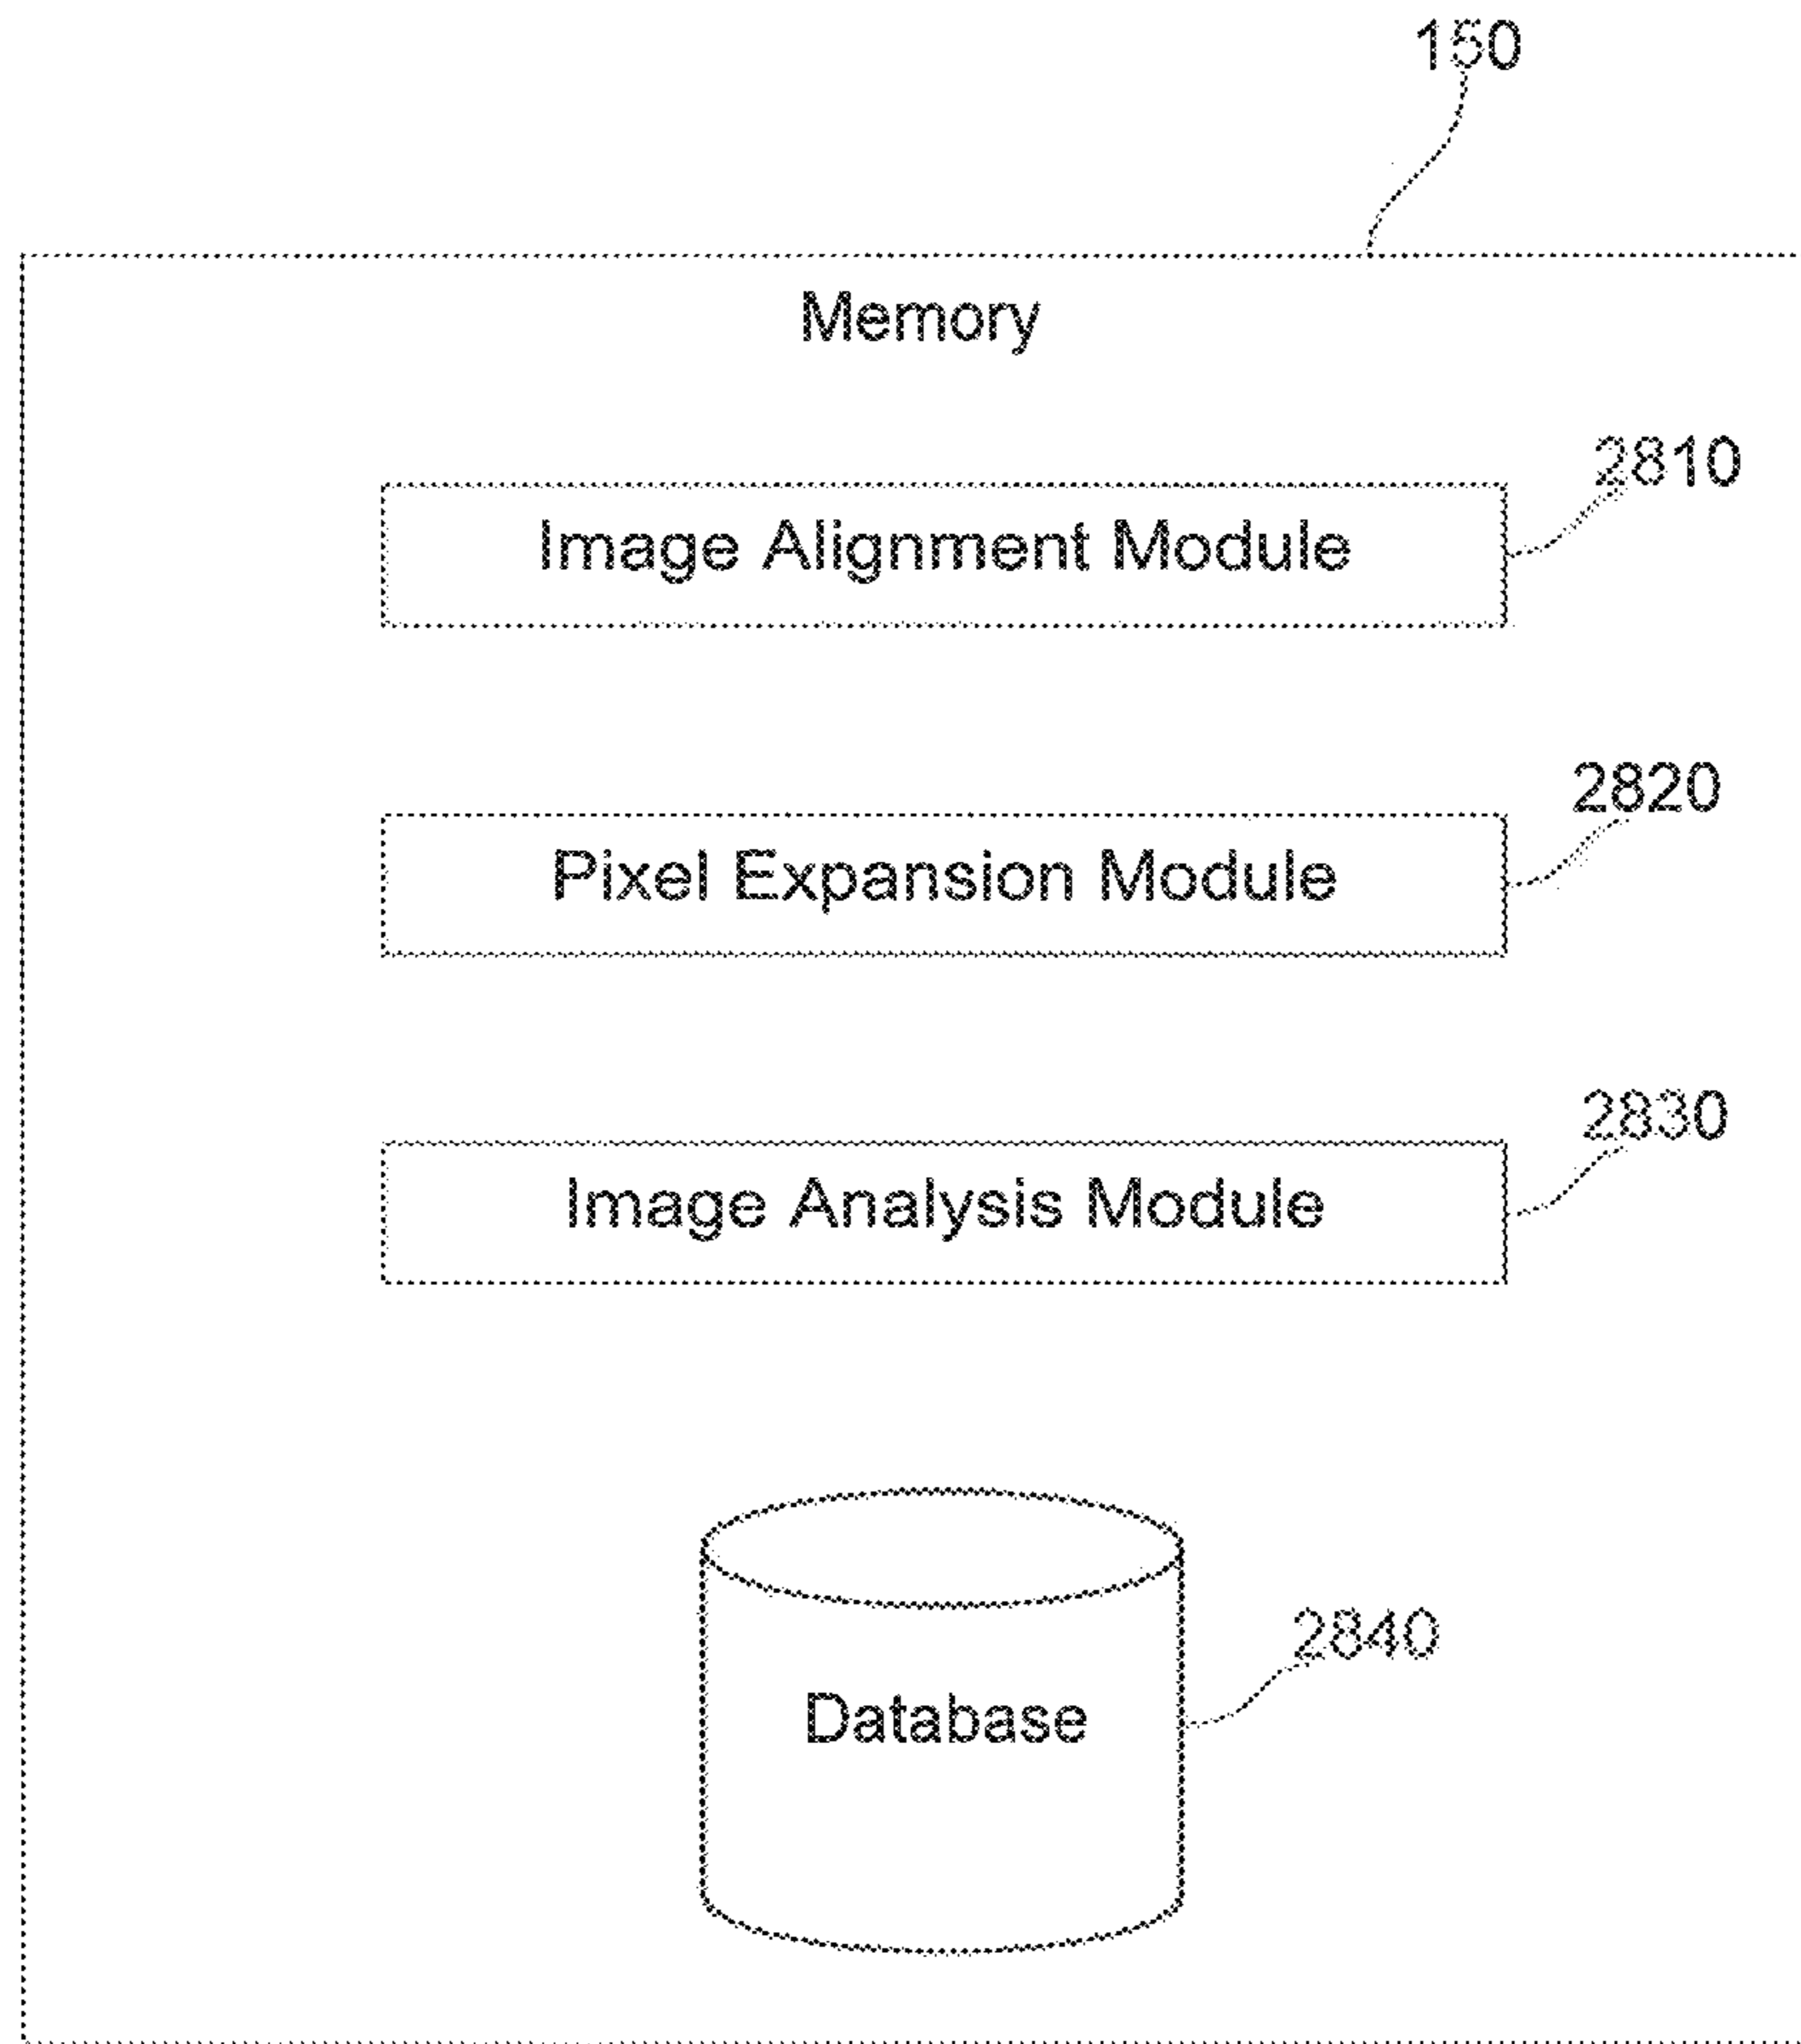 150
Memory
2810
Image Alignment Module
2820
Pixel Expansion Module
2830
Image Analysis Module
2840
Database